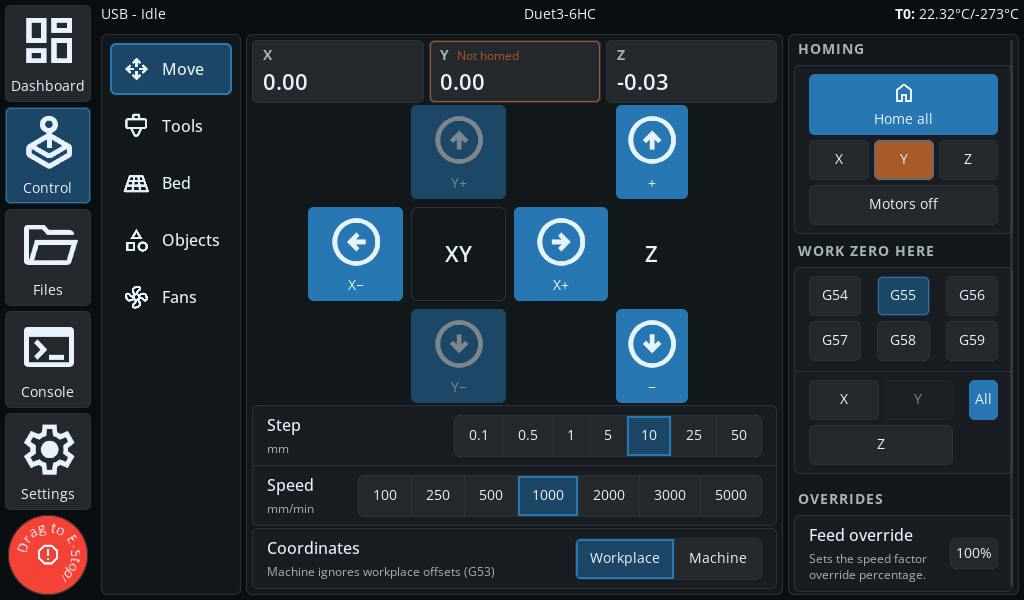 USB - Idle
Duet3-6HC
T0: 22.32°C/-273°C
Dashboard
Control
Files
Console
Settings
Drag to E-Stop!
Move
Tools
Bed
Objects
Fans
X
0.00
Y Not homed
0.00
Z
-0.03
Y+
+
X−
XY
X+
Z
Y−
−
Step
mm
0.1 0.5 1 5 10 25 50
Speed
mm/min
100 250 500 1000 2000 3000 5000
Coordinates
Machine ignores workplace offsets (G53)
Workplace Machine
HOMING
Home all
X Y Z
Motors off
WORK ZERO HERE
G54 G55 G56
G57 G58 G59
X Y All
Z
OVERRIDES
Feed override
Sets the speed factor
override percentage.
100%